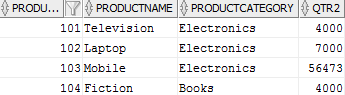 PRODU... PRODUCTNAME PRODUCTCATEGORY QTR2
101 Television Electronics 4000
102 Laptop Electronics 7000
103 Mobile Electronics 56473
104 Fiction Books 4000